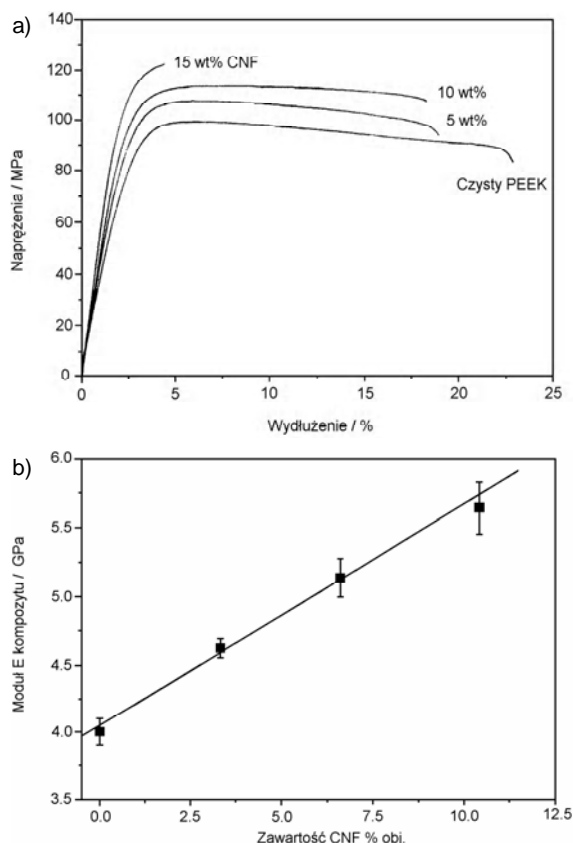 a)
140
120
100
80
60
40
20
0
Naprężenia / MPa
15 wt% CNF
10 wt%
5 wt%
Czysty PEEK
0 5 10 15 20 25
Wydłużenie / %
b)
6.0
5.5
5.0
4.5
4.0
3.5
Moduł E kompozytu / GPa
0.0 2.5 5.0 7.5 10.0 12.5
Zawartość CNF % obj.